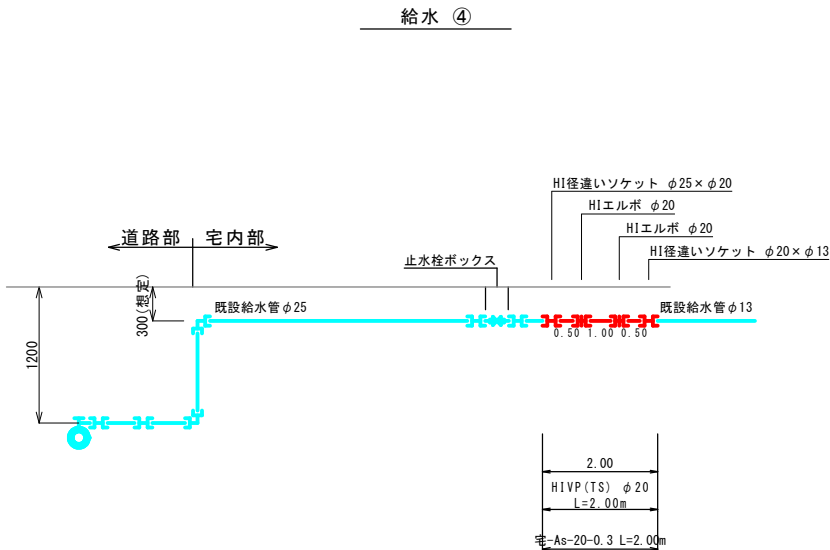 給水 ④
HI径違いソケット φ25×φ20
HIエルボ φ20
HIエルボ φ20
HI径違いソケット φ20×φ13
道路部
宅内部
止水栓ボックス
300(想定)
既設給水管φ25
既設給水管φ13
1200
0.50 1.00 0.50
2.00
HIVP(TS) φ20
L=2.00m
宅-As-20-0.3 L=2.00m